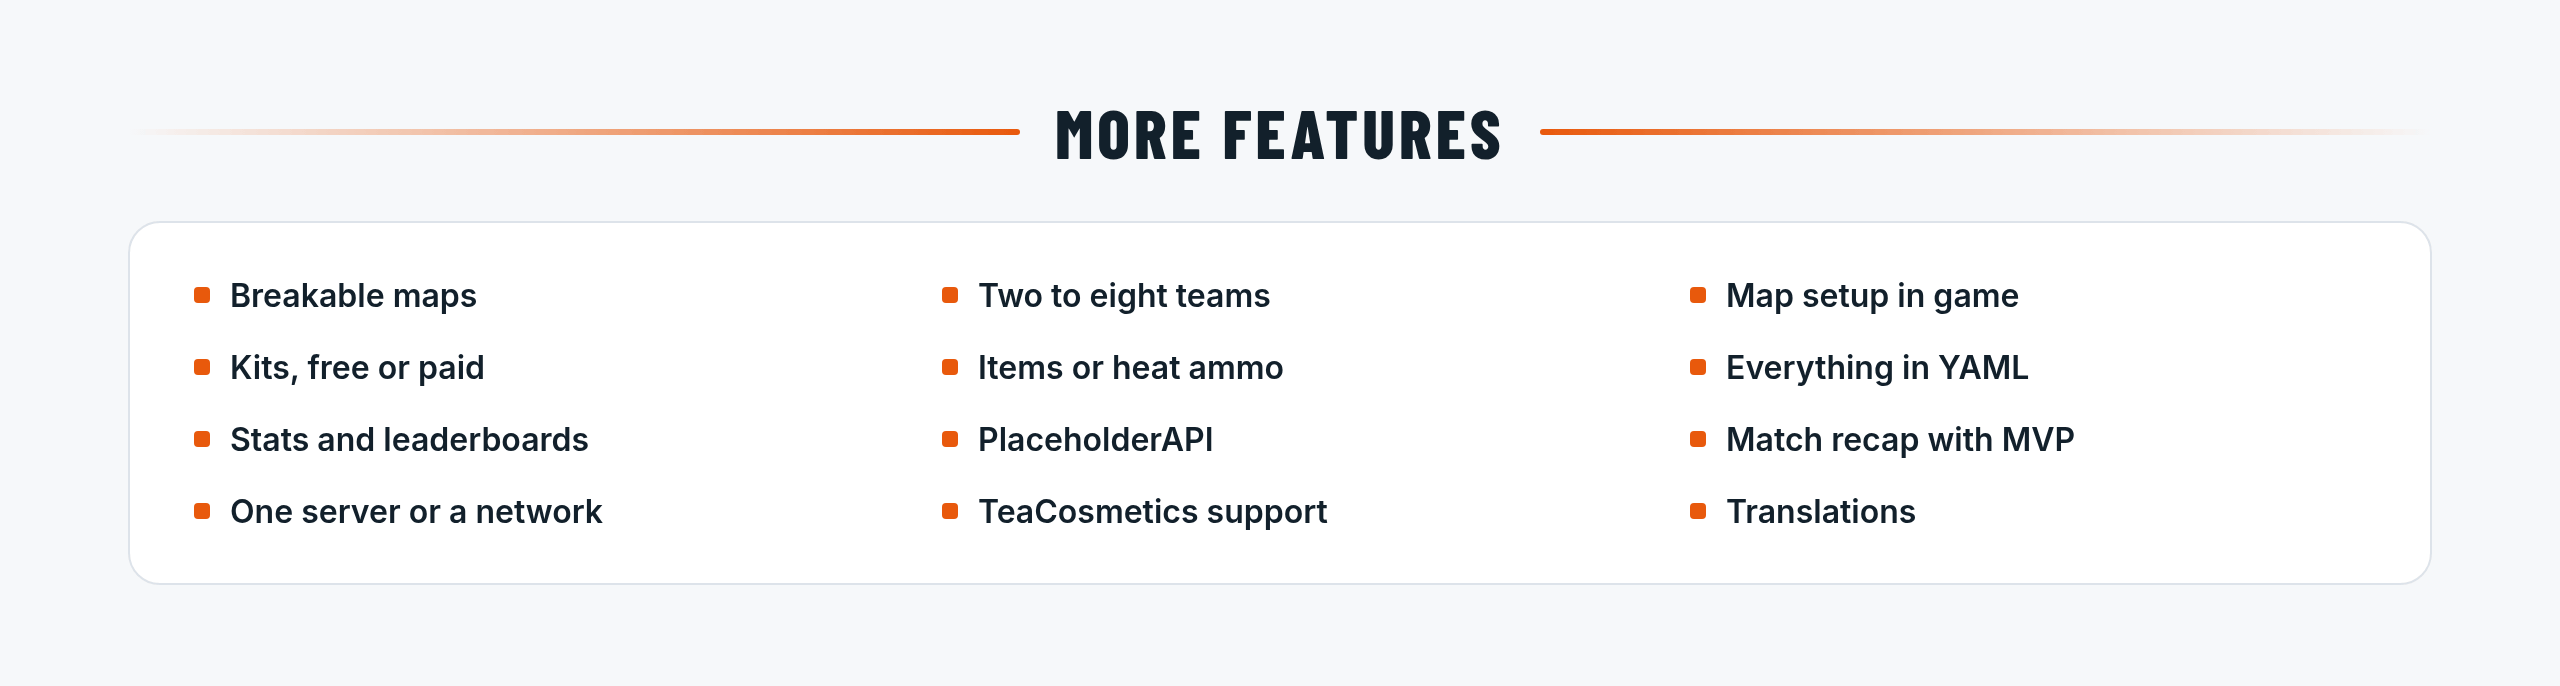 MORE FEATURES
Breakable maps
Two to eight teams
Map setup in game
Kits, free or paid
Items or heat ammo
Everything in YAML
Stats and leaderboards
PlaceholderAPI
Match recap with MVP
One server or a network
TeaCosmetics support
Translations